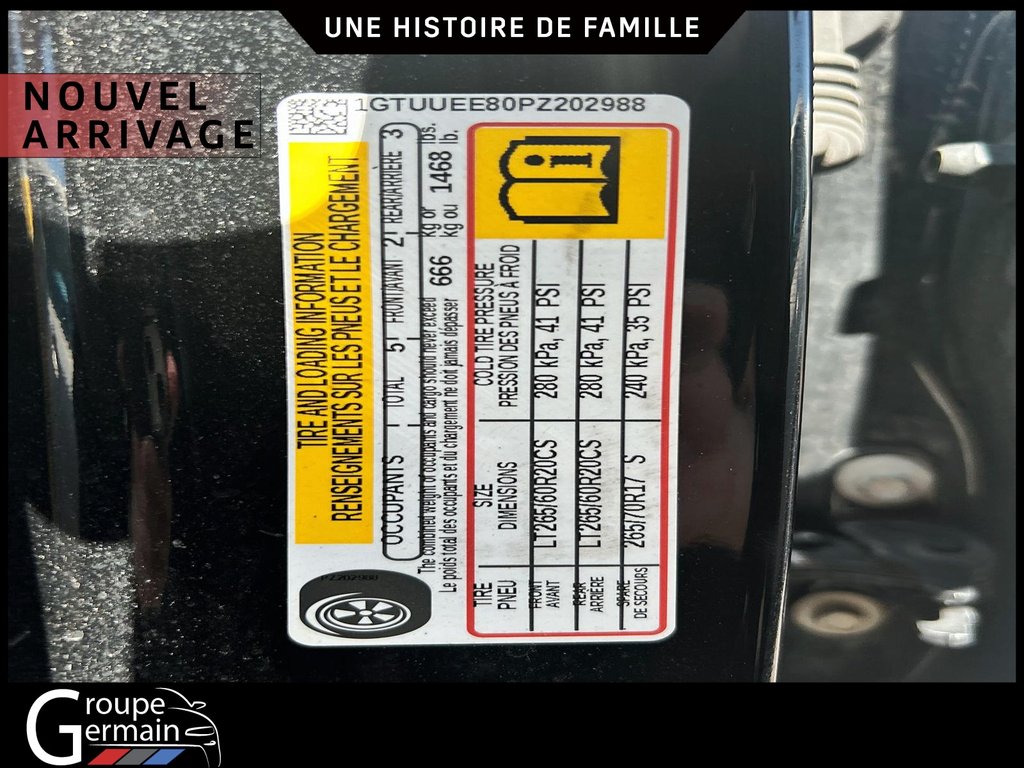 UNE HISTOIRE DE FAMILLE
NOUVEL
ARRIVAGE
1GTUUEE80PZ202988
TIRE AND LOADING INFORMATION
RENSEIGNEMENTS SUR LES PNEUS ET LE CHARGEMENT
OCCUPANTS TOTAL 5 FRONT/AVANT 2 REAR/ARRIÈRE 3
The combined weight of occupants and cargo should never exceed 666 kg or 1468 lbs.
Le poids total des occupants et du chargement ne doit jamais dépasser kg ou lb.
TIRE SIZE COLD TIRE PRESSURE
PNEU DIMENSIONS PRESSION DES PNEUS À FROID
FRONT
AVANT LT265/60R20CS 280 kPa, 41 PSI
REAR
ARRIÈRE LT265/60R20CS 280 kPa, 41 PSI
SPARE
DE SECOURS 265/70R17 S 240 kPa, 35 PSI
PZ202988
Groupe
Germain